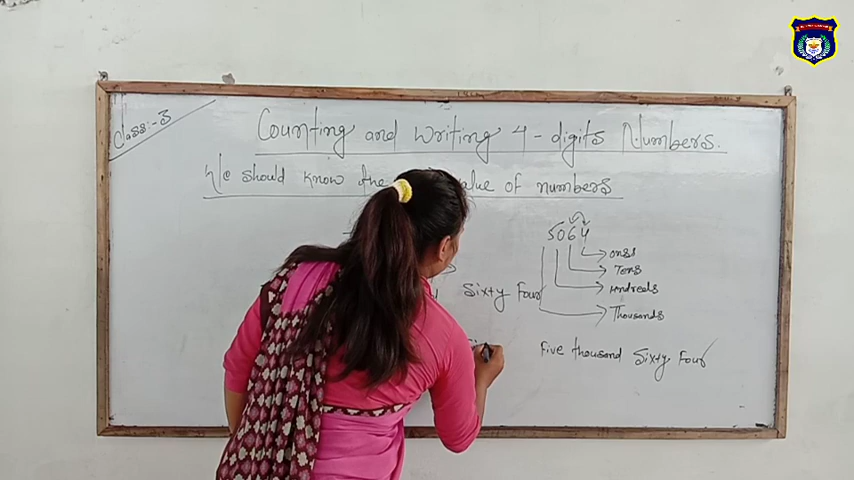 Class:-3
Counting and Writing 4-digits Numbers.
We should know the value of numbers
5064
ones
Tens
Hundreds
Sixty Four
Thousands
Five thousand Sixty Four